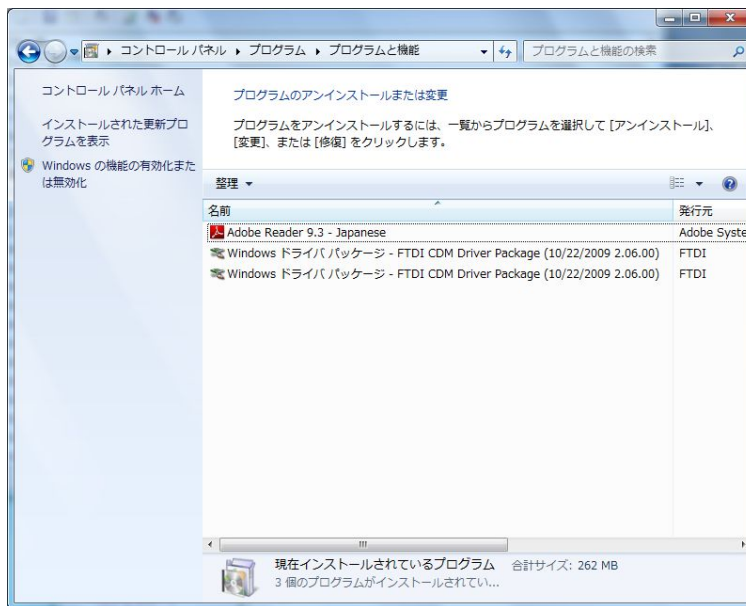 コントロール パネル ▸ プログラム ▸ プログラムと機能
プログラムと機能の検索
コントロール パネル ホーム
インストールされた更新プロ
グラムを表示
Windows の機能の有効化また
は無効化
プログラムのアンインストールまたは変更
プログラムをアンインストールするには、一覧からプログラムを選択して [アンインストール]、
[変更]、または [修復] をクリックします。
整理
名前 発行元
Adobe Reader 9.3 - Japanese Adobe Syste
Windows ドライバ パッケージ - FTDI CDM Driver Package (10/22/2009 2.06.00) FTDI
Windows ドライバ パッケージ - FTDI CDM Driver Package (10/22/2009 2.06.00) FTDI
現在インストールされているプログラム 合計サイズ: 262 MB
3 個のプログラムがインストールされてい...